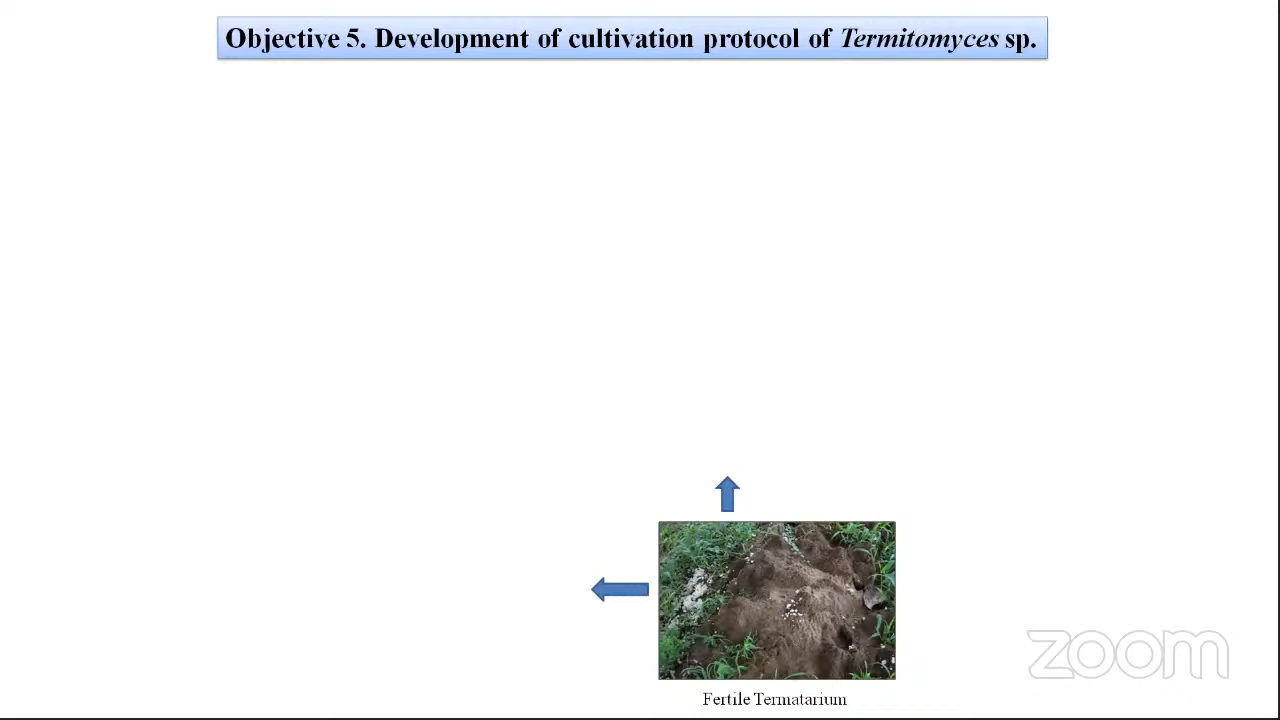 Objective 5. Development of cultivation protocol of Termitomyces sp.
Fertile Termatarium
zoom